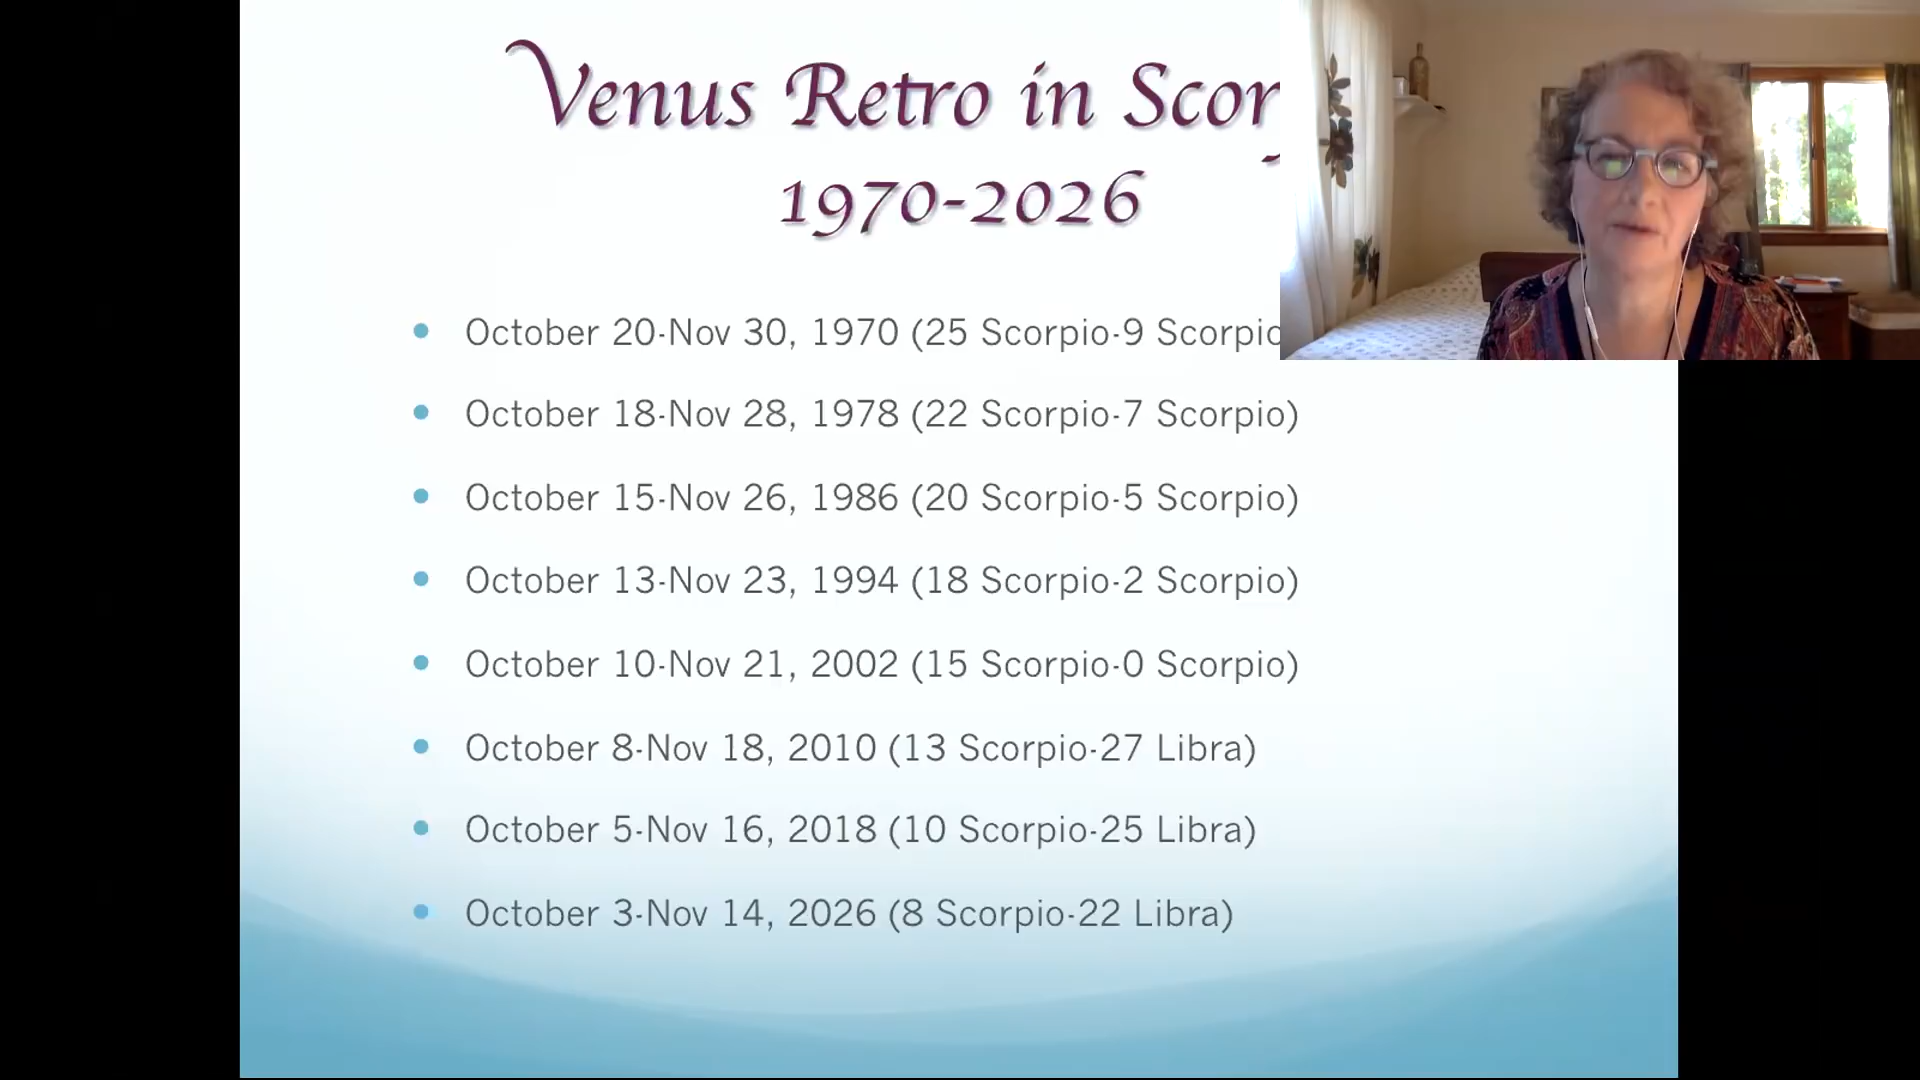 Venus Retro in Scor
1970-2026
October 20-Nov 30, 1970 (25 Scorpio-9 Scorpio
October 18-Nov 28, 1978 (22 Scorpio-7 Scorpio)
October 15-Nov 26, 1986 (20 Scorpio-5 Scorpio)
October 13-Nov 23, 1994 (18 Scorpio-2 Scorpio)
October 10-Nov 21, 2002 (15 Scorpio-0 Scorpio)
October 8-Nov 18, 2010 (13 Scorpio-27 Libra)
October 5-Nov 16, 2018 (10 Scorpio-25 Libra)
October 3-Nov 14, 2026 (8 Scorpio-22 Libra)